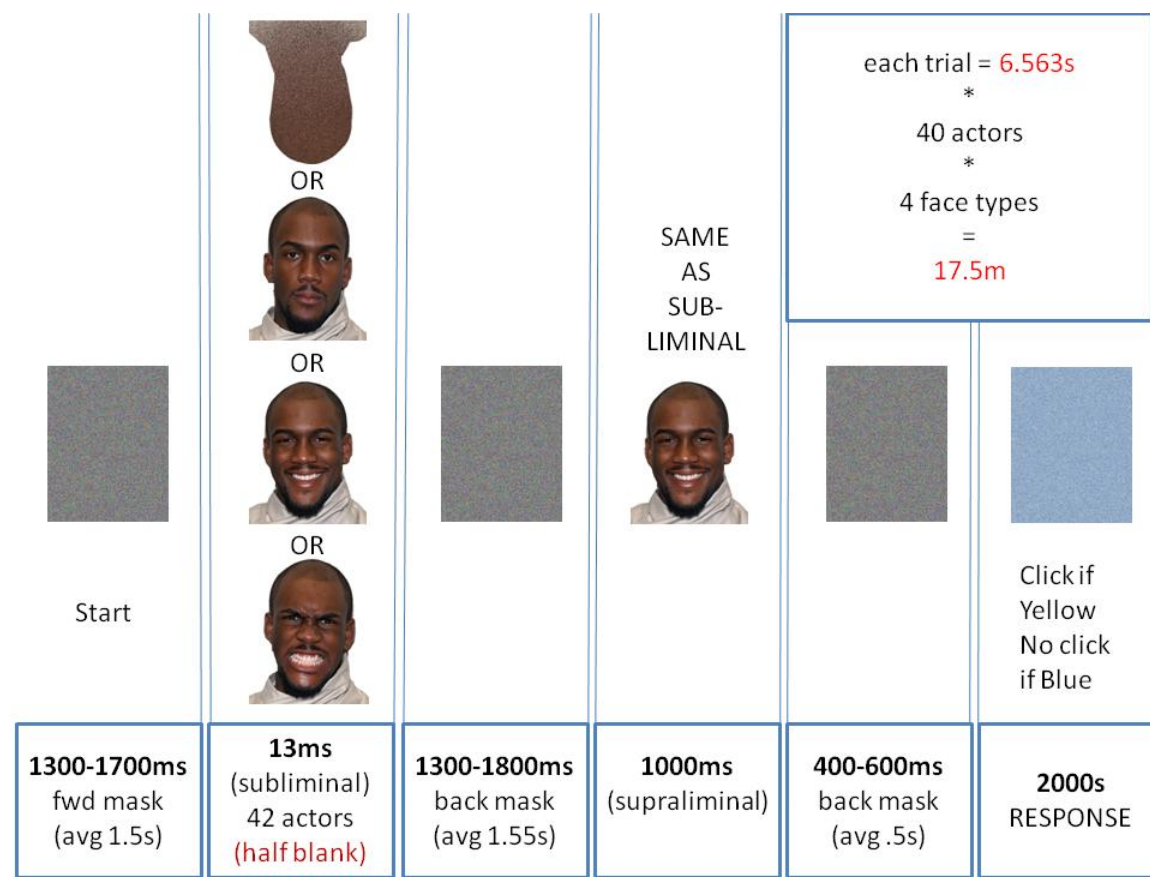 each trial = 6.563s
*
40 actors
*
4 face types
=
17.5m
OR
OR
OR
SAME
AS
SUB-
LIMINAL
Start
Click if
Yellow
No click
if Blue
1300-1700ms
fwd mask
(avg 1.5s)
13ms
(subliminal)
42 actors
(half blank)
1300-1800ms
back mask
(avg 1.55s)
1000ms
(supraliminal)
400-600ms
back mask
(avg .5s)
2000s
RESPONSE